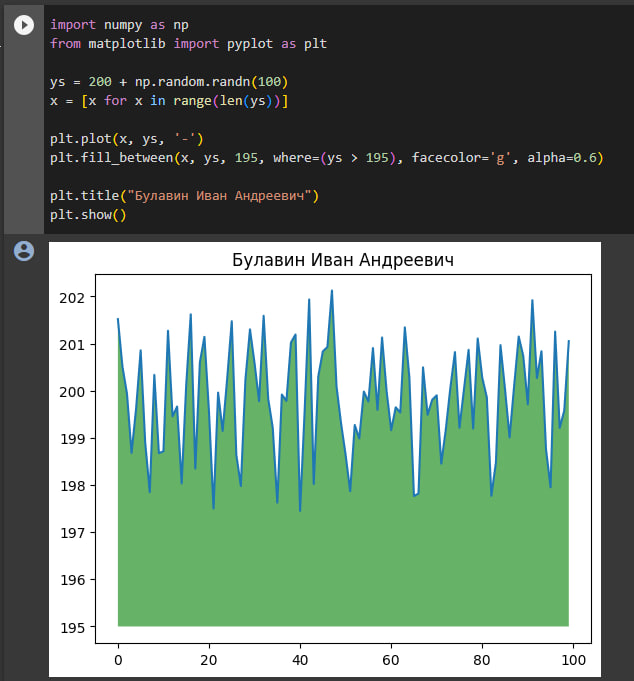 import numpy as np
from matplotlib import pyplot as plt
ys = 200 + np.random.randn(100)
x = [x for x in range(len(ys))]
plt.plot(x, ys, '-')
plt.fill_between(x, ys, 195, where=(ys > 195), facecolor='g', alpha=0.6)
plt.title("Булавин Иван Андреевич")
plt.show()
Булавин Иван Андреевич
202
201
200
199
198
197
196
195
0 20 40 60 80 100